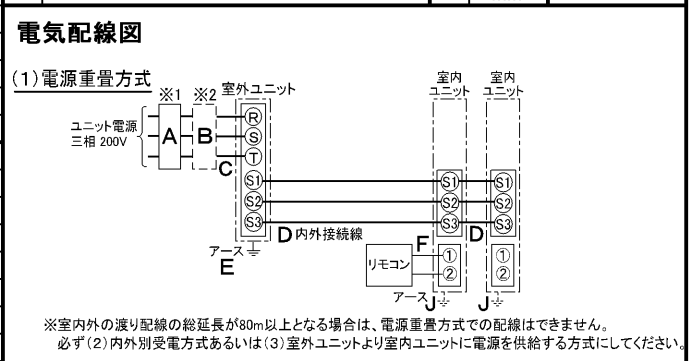 電気配線図
(1)電源重畳方式
※1 ※2 室外ユニット
室内
ユニット
室内
ユニット
ユニット電源
三相 200V
A B C
R
S
T
S1 S1 S1
S2 S2 S2
S3 S3 D S3
D 内外接続線
アース
E
リモコン F ① ①
② ②
アース J J
※室内外の渡り配線の総延長が80m以上となる場合は、電源重畳方式での配線はできません。
必ず(2)内外別受電方式あるいは(3)室外ユニットより室内ユニットに電源を供給する方式にしてください。